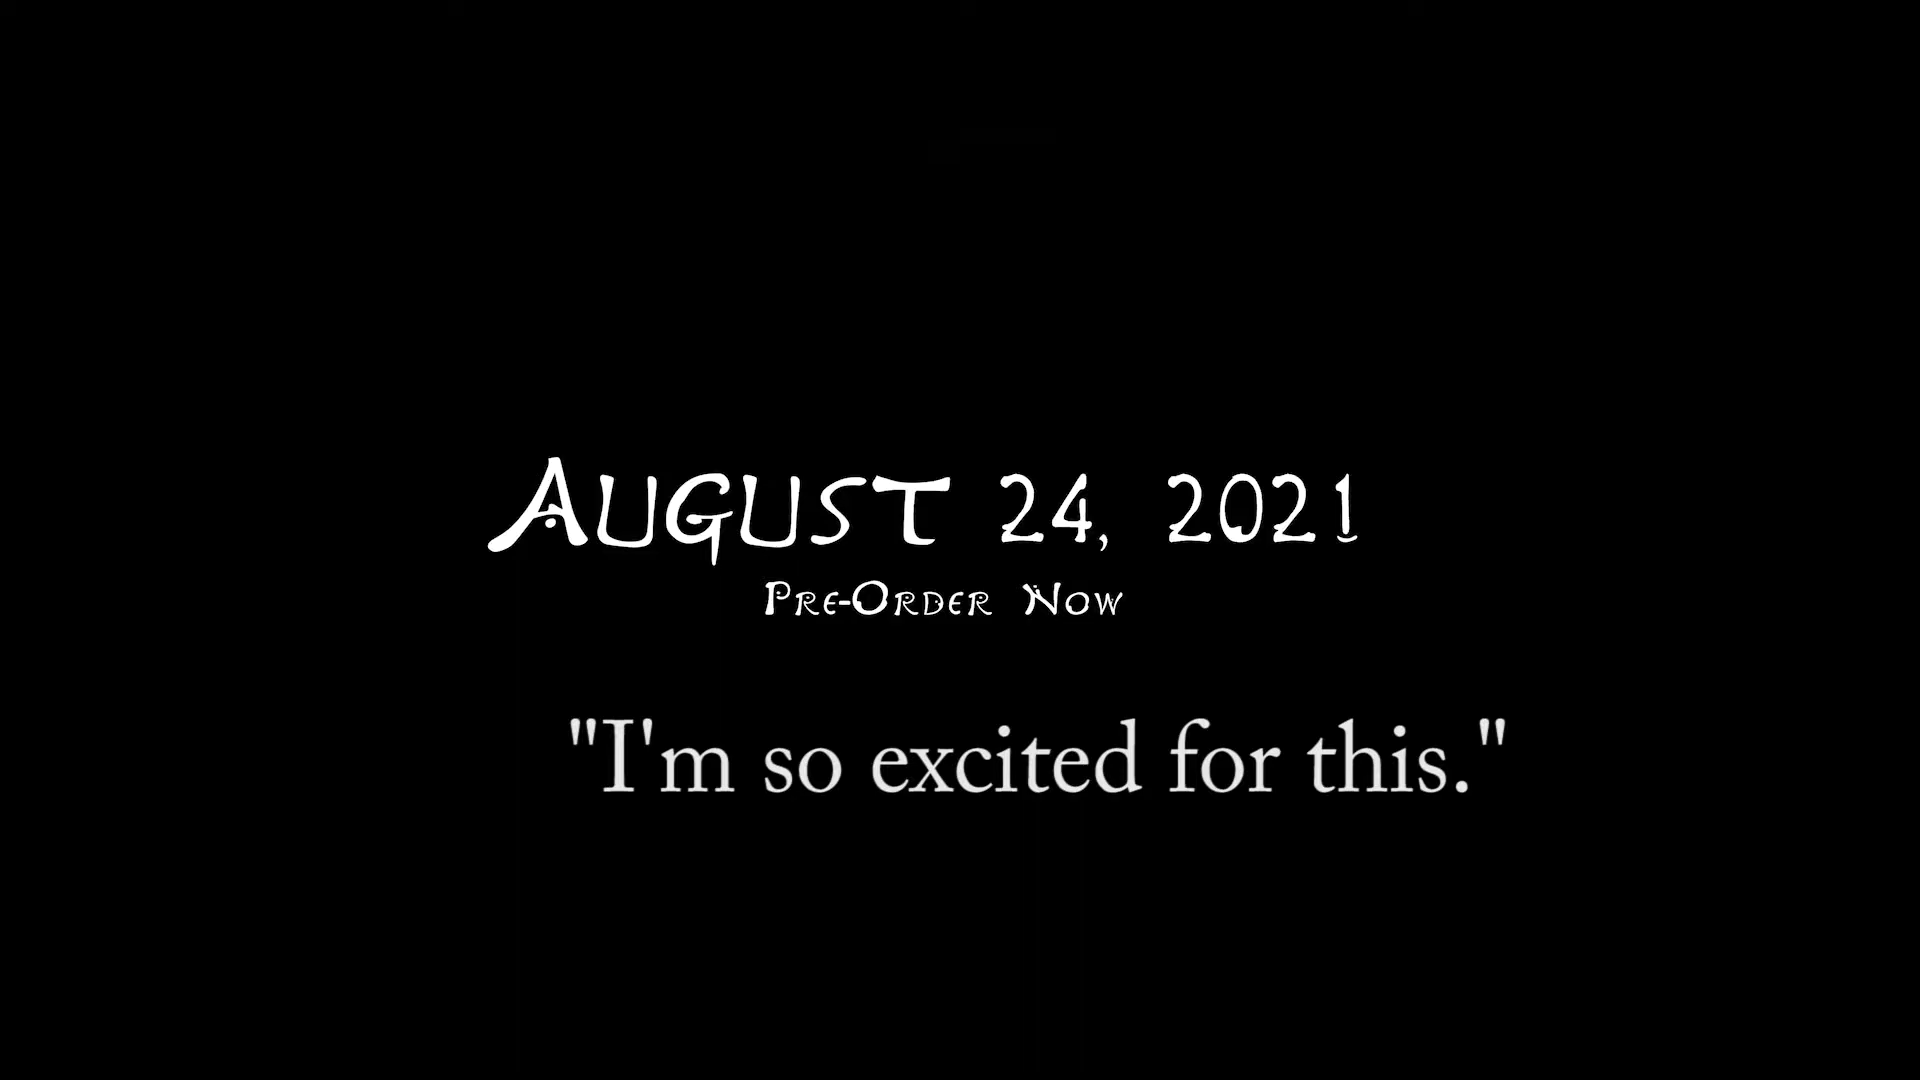 August 24, 2021
Pre-Order Now
"I'm so excited for this."